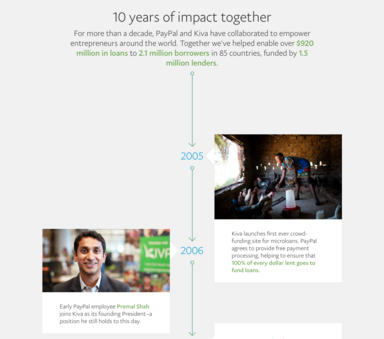 10 years of impact together
For more than a decade, PayPal and Kiva have collaborated to empower
entrepreneurs around the world. Together we've helped enable over $920
million in loans to 2.1 million borrowers in 85 countries, funded by 1.5
million lenders.
2005
Kiva launches first ever crowd-
funding site for microloans. PayPal
agrees to provide free payment
processing, helping to ensure that
100% of every dollar lent goes to
fund loans.
2006
KIVA
Early PayPal employee Premal Shah
joins Kiva as its founding President–a
position he still holds to this day.